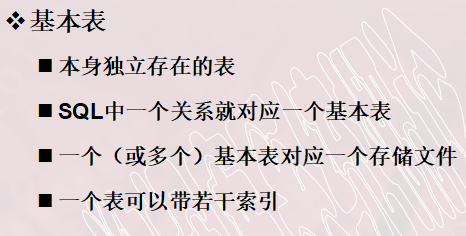 ❖基本表
■ 本身独立存在的表
■ SQL中一个关系就对应一个基本表
■ 一个（或多个）基本表对应一个存储文件
■ 一个表可以带若干索引